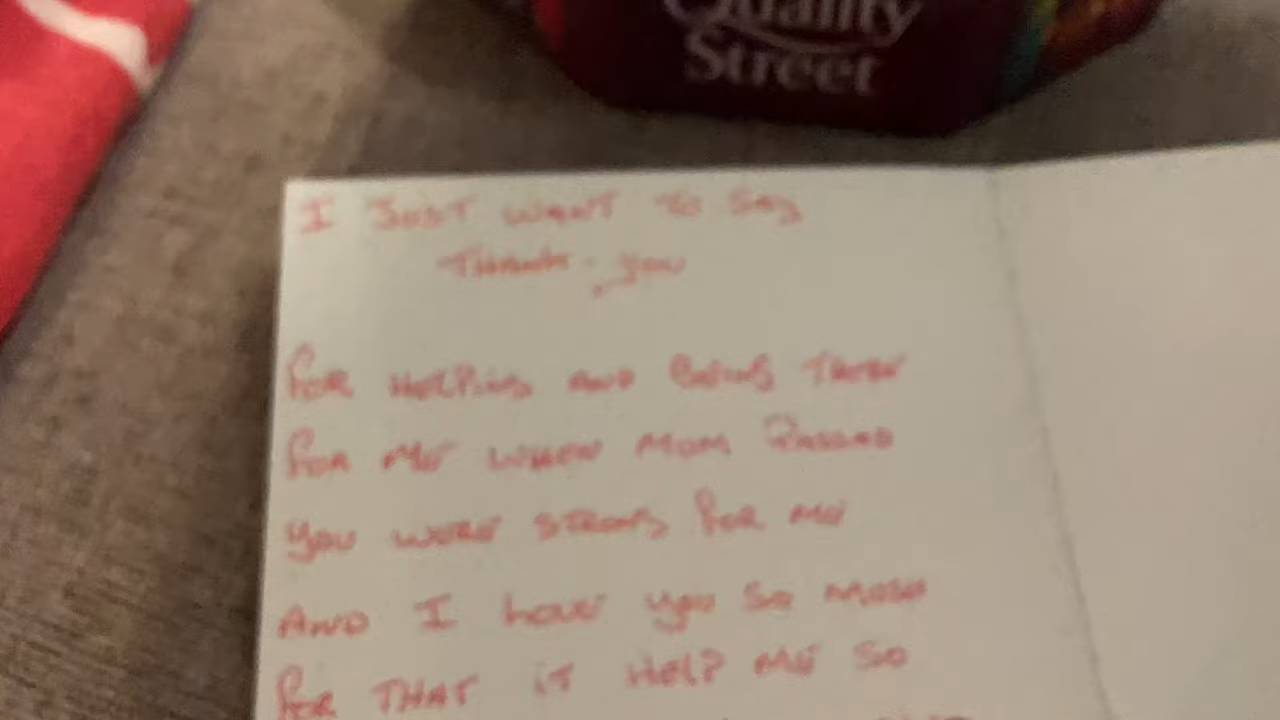 Quality
Street
I JUST WANT TO SAY
THANK-YOU
FOR HELPING AND BEING THERE
FOR ME WHEN MOM PASSED
YOU WERE STRONG FOR ME
AND I LOVE YOU SO MUSH
FOR THAT IT HELP ME SO